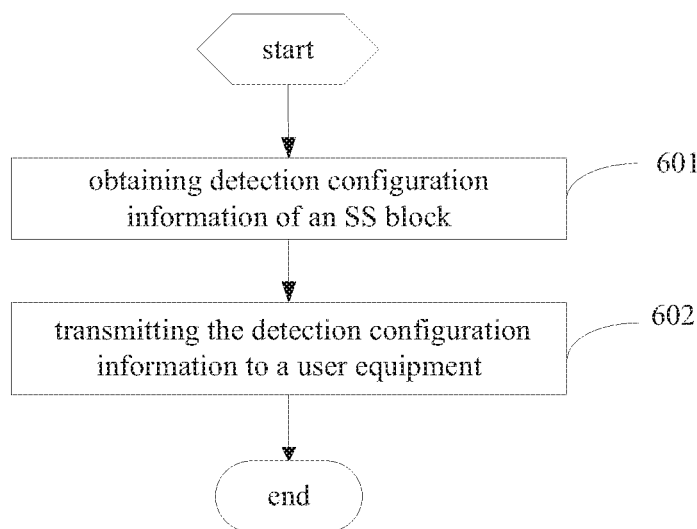 start
obtaining detection configuration
information of an SS block
601
transmitting the detection configuration
information to a user equipment
602
end